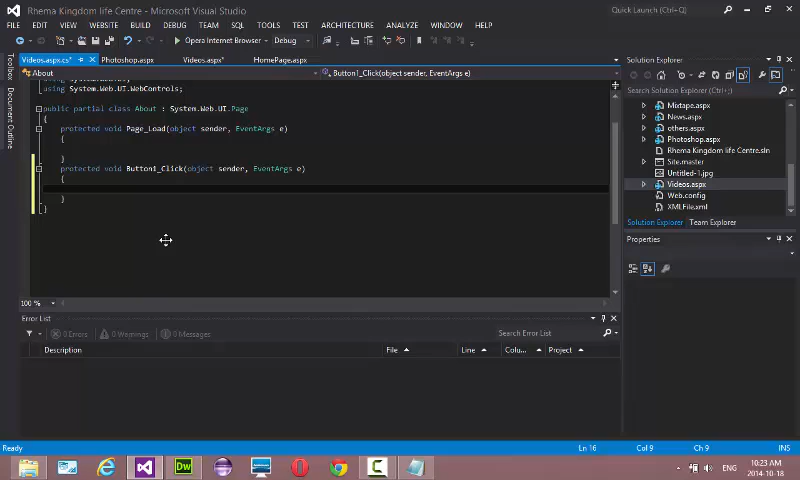 Rhema Kingdom life Centre - Microsoft Visual Studio
Quick Launch (Ctrl+Q)
FILE EDIT VIEW WEBSITE BUILD DEBUG TEAM SQL TOOLS TEST ARCHITECTURE ANALYZE WINDOW HELP
Opera Internet Browser Debug
Toolbox
Document Outline
Videos.aspx.cs* Photoshop.aspx Videos.aspx* HomePage.aspx
About Button1_Click(object sender, EventArgs e)
using System.Web.UI.WebControls;
public partial class About : System.Web.UI.Page
{
protected void Page_Load(object sender, EventArgs e)
{
}
protected void Button1_Click(object sender, EventArgs e)
{
}
}
100 %
Solution Explorer
Search Solution Explorer (Ctrl+;)
Mixtape.aspx
News.aspx
others.aspx
Photoshop.aspx
Rhema Kingdom life Centre.sln
Site.master
Untitled-1.jpg
Videos.aspx
Web.config
XMLFile.xml
Solution Explorer Team Explorer
Properties
Error List
0 Errors 0 Warnings 0 Messages
Search Error List
Description File Line Colu... Project
Ready Ln 16 Col 9 Ch 9 INS
Dw
C
ENG
10:23 AM
2014-10-18